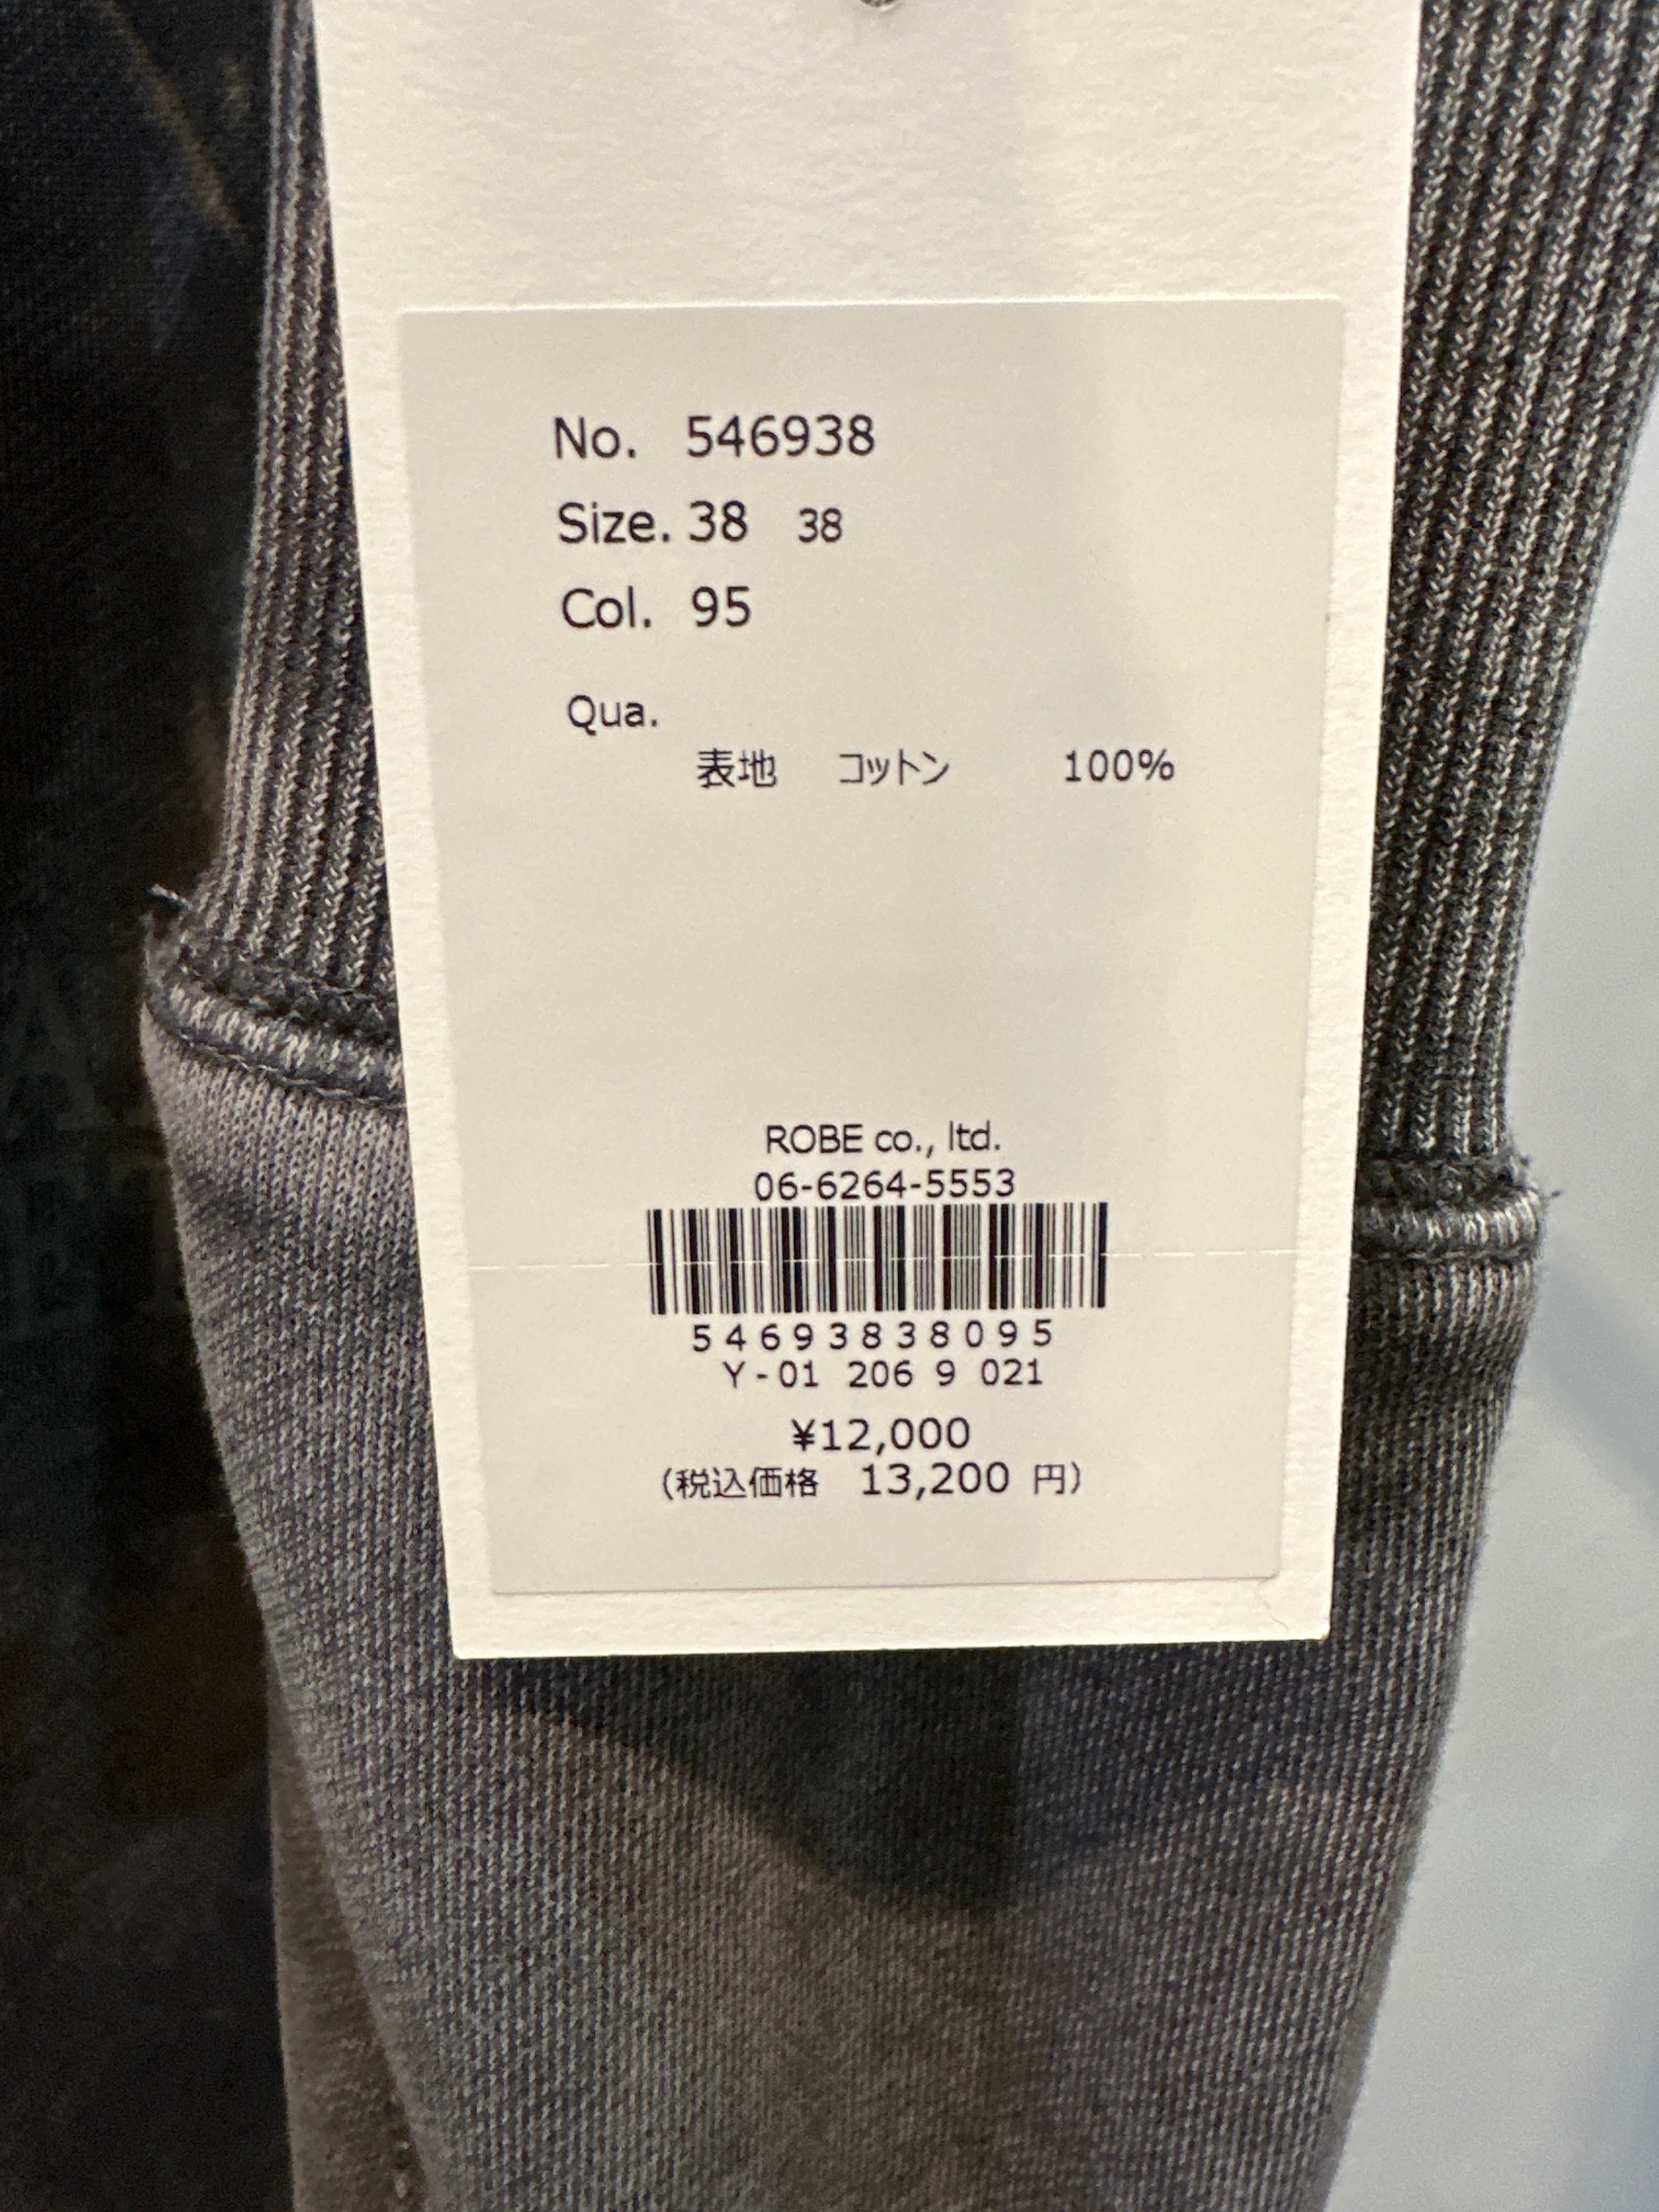 No. 546938
Size. 38 38
Col. 95
Qua.
表地 コットン 100%
ROBE co., ltd.
06-6264-5553
54693838095
Y-01 206 9 021
¥12,000
(税込価格 13,200 円)